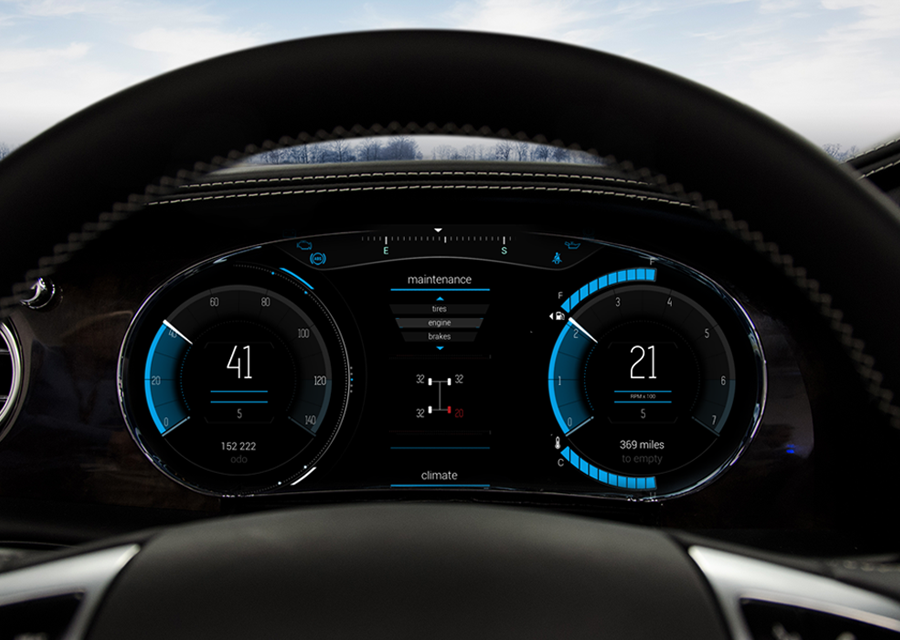 E S
ABS
maintenance
tires
engine
brakes
32 32
32 20
climate
0 20 40 60 80 100 120 140
41
5
152 222
odo
F F
0 1 2 3 4 5 6 7
21
RPM x 100
5
369 miles
to empty
C